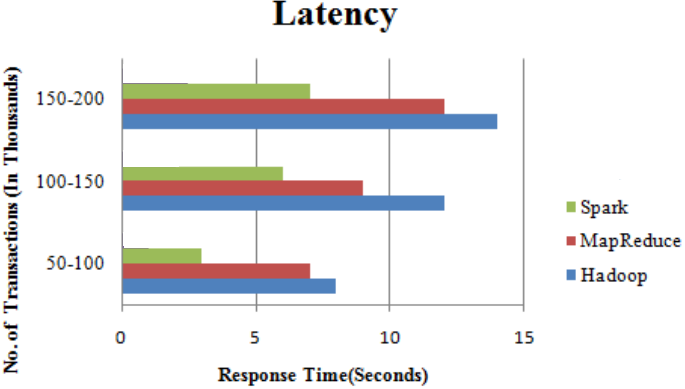 Latency
No. of Transactions (In Thousands)
150-200
100-150
50-100
0 5 10 15
Response Time(Seconds)
Spark
MapReduce
Hadoop